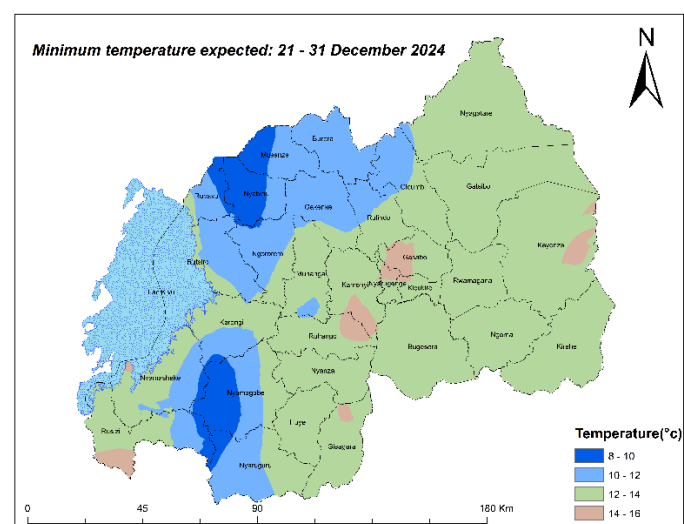 Minimum temperature expected: 21 - 31 December 2024
N
Nyagatare
Burera
Musanze
Gatsibo
Nyabihu
Rubavu
Gicumbi
Gakenke
Rulindo
Kayonza
Ngororero
Gasabo
Rutsiro
Muhanga
Kamonyi
Nyarugenge
Rwamagana
Kicukiro
Lac Kivu
Karongi
Ruhango
Bugesera
Ngoma
Kirehe
Nyanza
Nyamasheke
Nyamagabe
Huye
Rusizi
Gisagara
Nyaruguru
Temperature(°c)
8 - 10
10 - 12
12 - 14
14 - 16
0 45 90 180 Km